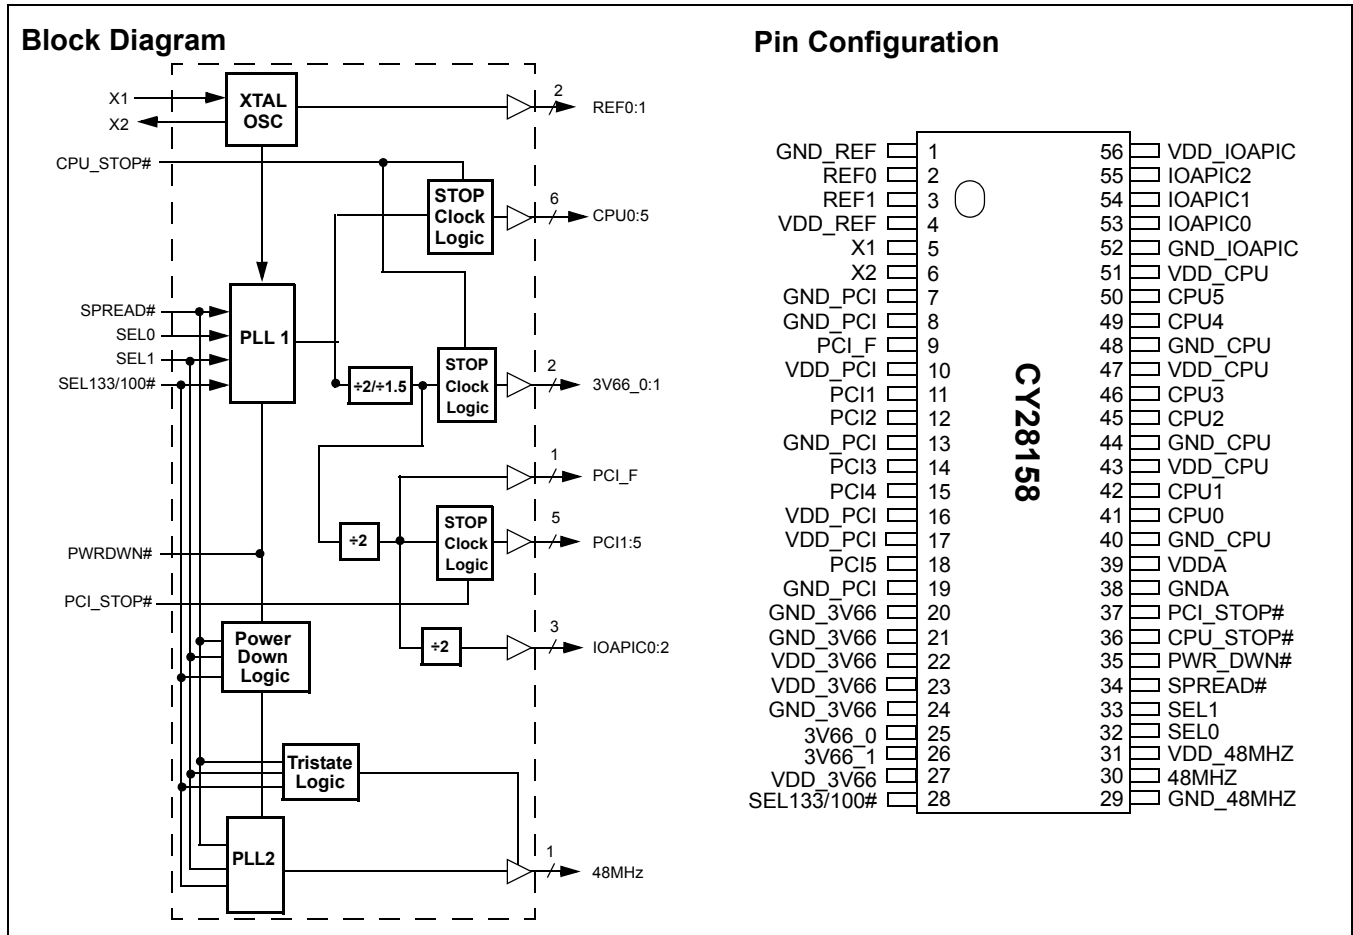 Block Diagram
X1
X2
XTAL
OSC
2
REF0:1
CPU_STOP#
STOP
Clock
Logic
6
CPU0:5
SPREAD#
SEL0
SEL1
SEL133/100#
PLL 1
÷2/÷1.5
STOP
Clock
Logic
2
3V66_0:1
1
PCI_F
÷2
STOP
Clock
Logic
5
PCI1:5
PWRDWN#
PCI_STOP#
Power
Down
Logic
÷2
3
IOAPIC0:2
Tristate
Logic
PLL2
1
48MHz
Pin Configuration
CY28158
GND_REF 1 56 VDD_IOAPIC
REF0 2 55 IOAPIC2
REF1 3 54 IOAPIC1
VDD_REF 4 53 IOAPIC0
X1 5 52 GND_IOAPIC
X2 6 51 VDD_CPU
GND_PCI 7 50 CPU5
GND_PCI 8 49 CPU4
PCI_F 9 48 GND_CPU
VDD_PCI 10 47 VDD_CPU
PCI1 11 46 CPU3
PCI2 12 45 CPU2
GND_PCI 13 44 GND_CPU
PCI3 14 43 VDD_CPU
PCI4 15 42 CPU1
VDD_PCI 16 41 CPU0
VDD_PCI 17 40 GND_CPU
PCI5 18 39 VDDA
GND_PCI 19 38 GNDA
GND_3V66 20 37 PCI_STOP#
GND_3V66 21 36 CPU_STOP#
VDD_3V66 22 35 PWR_DWN#
VDD_3V66 23 34 SPREAD#
GND_3V66 24 33 SEL1
3V66_0 25 32 SEL0
3V66_1 26 31 VDD_48MHZ
VDD_3V66 27 30 48MHZ
SEL133/100# 28 29 GND_48MHZ